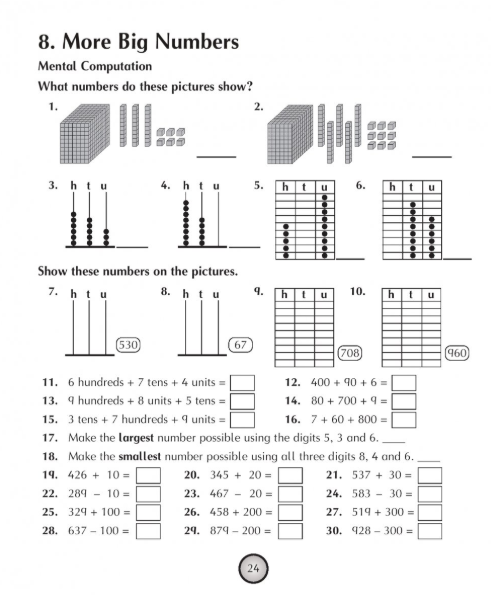 8. More Big Numbers
Mental Computation
What numbers do these pictures show?
1. ______ 2. ______
3. h t u ______ 4. h t u ______ 5. h t u ______ 6. h t u ______
Show these numbers on the pictures.
7. h t u 530 8. h t u 67 9. h t u 708 10. h t u 960
11. 6 hundreds + 7 tens + 4 units = 12. 400 + 90 + 6 =
13. 9 hundreds + 8 units + 5 tens = 14. 80 + 700 + 9 =
15. 3 tens + 7 hundreds + 9 units = 16. 7 + 60 + 800 =
17. Make the largest number possible using the digits 5, 3 and 6. ____
18. Make the smallest number possible using all three digits 8, 4 and 6. ____
19. 426 + 10 = 20. 345 + 20 = 21. 537 + 30 =
22. 289 - 10 = 23. 467 - 20 = 24. 583 - 30 =
25. 329 + 100 = 26. 458 + 200 = 27. 519 + 300 =
28. 637 - 100 = 29. 879 - 200 = 30. 928 - 300 =
24